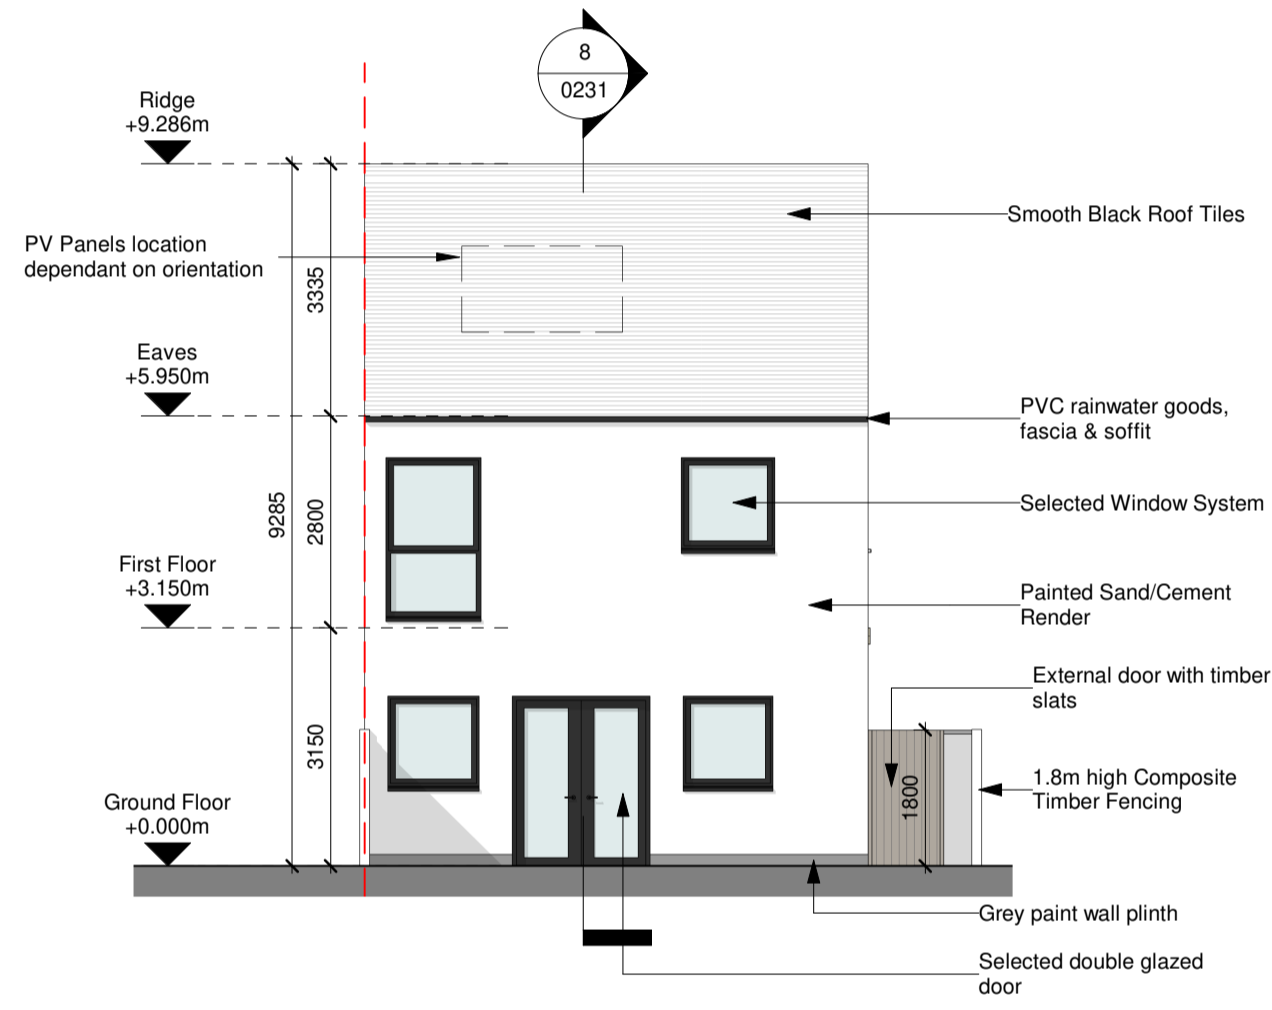 8
0231
Ridge
+9.286m
Smooth Black Roof Tiles
PV Panels location
dependant on orientation
3335
Eaves
+5.950m
PVC rainwater goods,
fascia & soffit
9285
2800
Selected Window System
First Floor
+3.150m
Painted Sand/Cement
Render
External door with timber
slats
3150
1800
1.8m high Composite
Timber Fencing
Ground Floor
+0.000m
Grey paint wall plinth
Selected double glazed
door